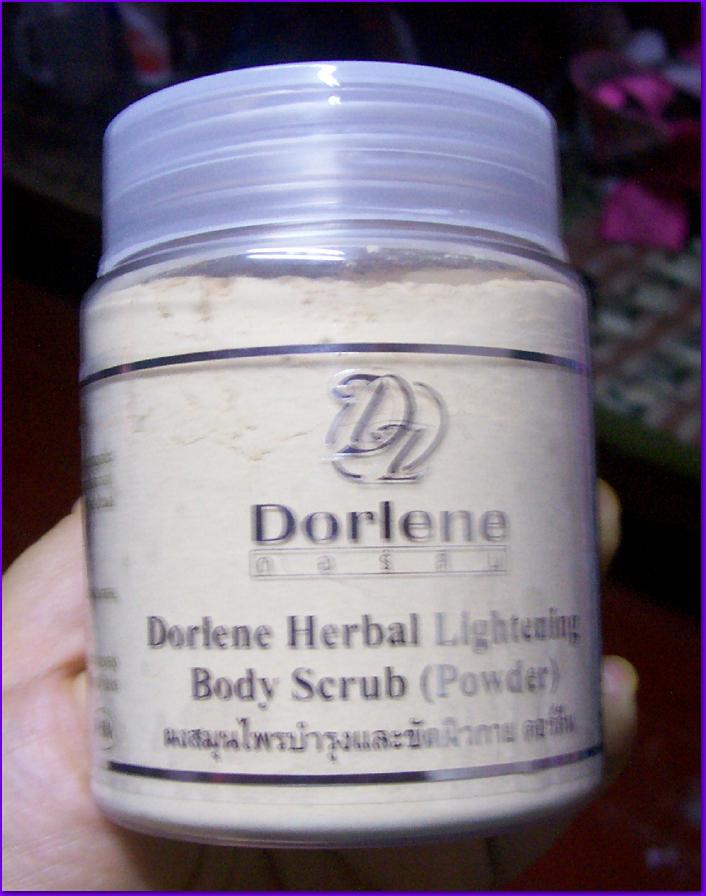 DL
Dorlene
ดอร์ลีน
Dorlene Herbal Lightening
Body Scrub (Powder)
ผงสมุนไพรบำรุงและขัดผิวกาย ดอร์ลีน